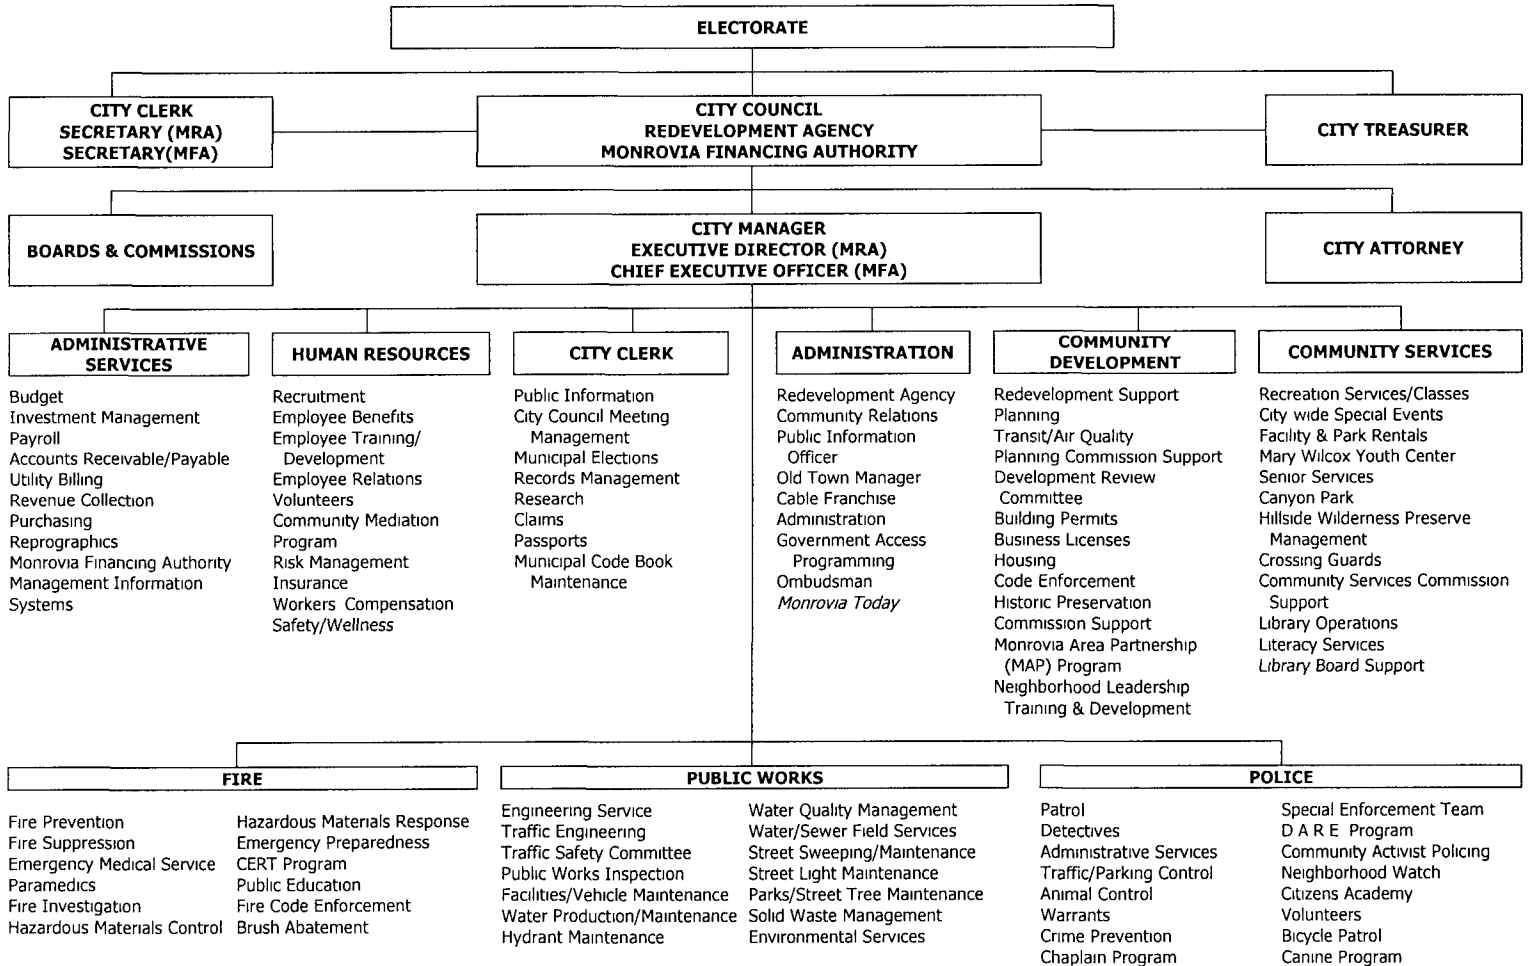 ELECTORATE
CITY CLERK
SECRETARY (MRA)
SECRETARY(MFA)
CITY COUNCIL
REDEVELOPMENT AGENCY
MONROVIA FINANCING AUTHORITY
CITY TREASURER
BOARDS & COMMISSIONS
CITY MANAGER
EXECUTIVE DIRECTOR (MRA)
CHIEF EXECUTIVE OFFICER (MFA)
CITY ATTORNEY
ADMINISTRATIVE
SERVICES
Budget
Investment Management
Payroll
Accounts Receivable/Payable
Utility Billing
Revenue Collection
Purchasing
Reprographics
Monrovia Financing Authority
Management Information
Systems
HUMAN RESOURCES
Recruitment
Employee Benefits
Employee Training/
Development
Employee Relations
Volunteers
Community Mediation
Program
Risk Management
Insurance
Workers Compensation
Safety/Wellness
CITY CLERK
Public Information
City Council Meeting
Management
Municipal Elections
Records Management
Research
Claims
Passports
Municipal Code Book
Maintenance
ADMINISTRATION
Redevelopment Agency
Community Relations
Public Information
Officer
Old Town Manager
Cable Franchise
Administration
Government Access
Programming
Ombudsman
Monrovia Today
COMMUNITY
DEVELOPMENT
Redevelopment Support
Planning
Transit/Air Quality
Planning Commission Support
Development Review
Committee
Building Permits
Business Licenses
Housing
Code Enforcement
Historic Preservation
Commission Support
Monrovia Area Partnership
(MAP) Program
Neighborhood Leadership
Training & Development
COMMUNITY SERVICES
Recreation Services/Classes
City wide Special Events
Facility & Park Rentals
Mary Wilcox Youth Center
Senior Services
Canyon Park
Hillside Wilderness Preserve
Management
Crossing Guards
Community Services Commission
Support
Library Operations
Literacy Services
Library Board Support
FIRE
Fire Prevention
Fire Suppression
Emergency Medical Service
Paramedics
Fire Investigation
Hazardous Materials Control
Hazardous Materials Response
Emergency Preparedness
CERT Program
Public Education
Fire Code Enforcement
Brush Abatement
PUBLIC WORKS
Engineering Service
Traffic Engineering
Traffic Safety Committee
Public Works Inspection
Facilities/Vehicle Maintenance
Water Production/Maintenance
Hydrant Maintenance
Water Quality Management
Water/Sewer Field Services
Street Sweeping/Maintenance
Street Light Maintenance
Parks/Street Tree Maintenance
Solid Waste Management
Environmental Services
POLICE
Patrol
Detectives
Administrative Services
Traffic/Parking Control
Animal Control
Warrants
Crime Prevention
Chaplain Program
Special Enforcement Team
D A R E Program
Community Activist Policing
Neighborhood Watch
Citizens Academy
Volunteers
Bicycle Patrol
Canine Program